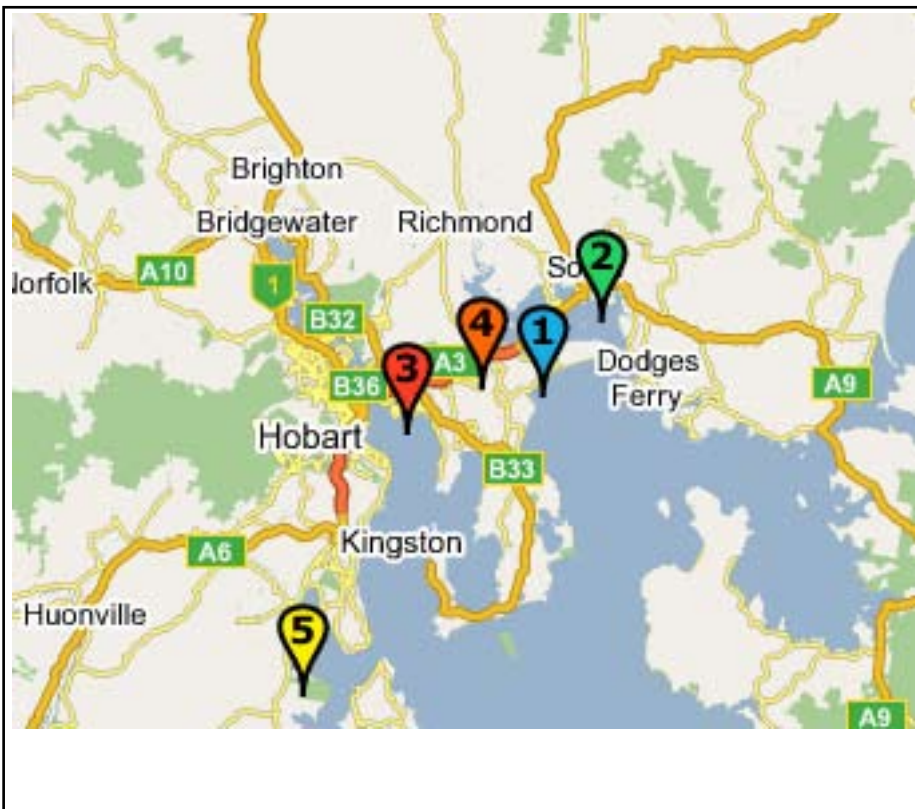 Brighton
Bridgewater
Richmond
2
So
A10
1
Norfolk
B32
4
1
3
A3
Dodges
Ferry
B36
A9
Hobart
B33
Kingston
A6
Huonville
5
A9